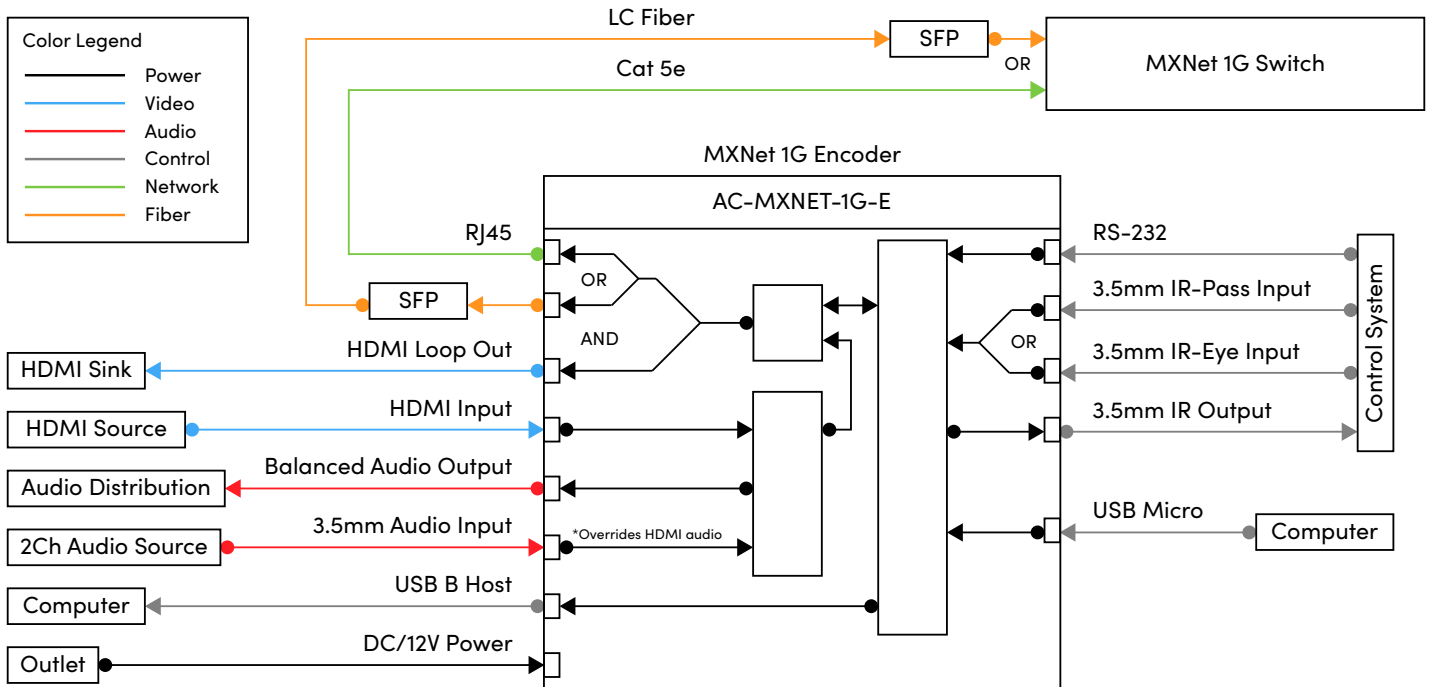 Color Legend
Power
Video
Audio
Control
Network
Fiber
LC Fiber
SFP
OR
MXNet 1G Switch
Cat 5e
MXNet 1G Encoder
AC-MXNET-1G-E
RJ45
OR
SFP
AND
HDMI Loop Out
HDMI Sink
HDMI Input
HDMI Source
Balanced Audio Output
Audio Distribution
3.5mm Audio Input
*Overrides HDMI audio
2Ch Audio Source
USB B Host
Computer
DC/12V Power
Outlet
RS-232
3.5mm IR-Pass Input
OR
3.5mm IR-Eye Input
3.5mm IR Output
Control System
USB Micro
Computer